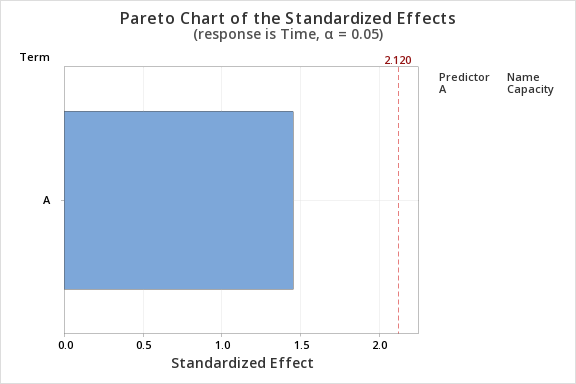 Pareto Chart of the Standardized Effects
(response is Time, α = 0.05)
Term
2.120
Predictor Name
A Capacity
A
0.0 0.5 1.0 1.5 2.0
Standardized Effect